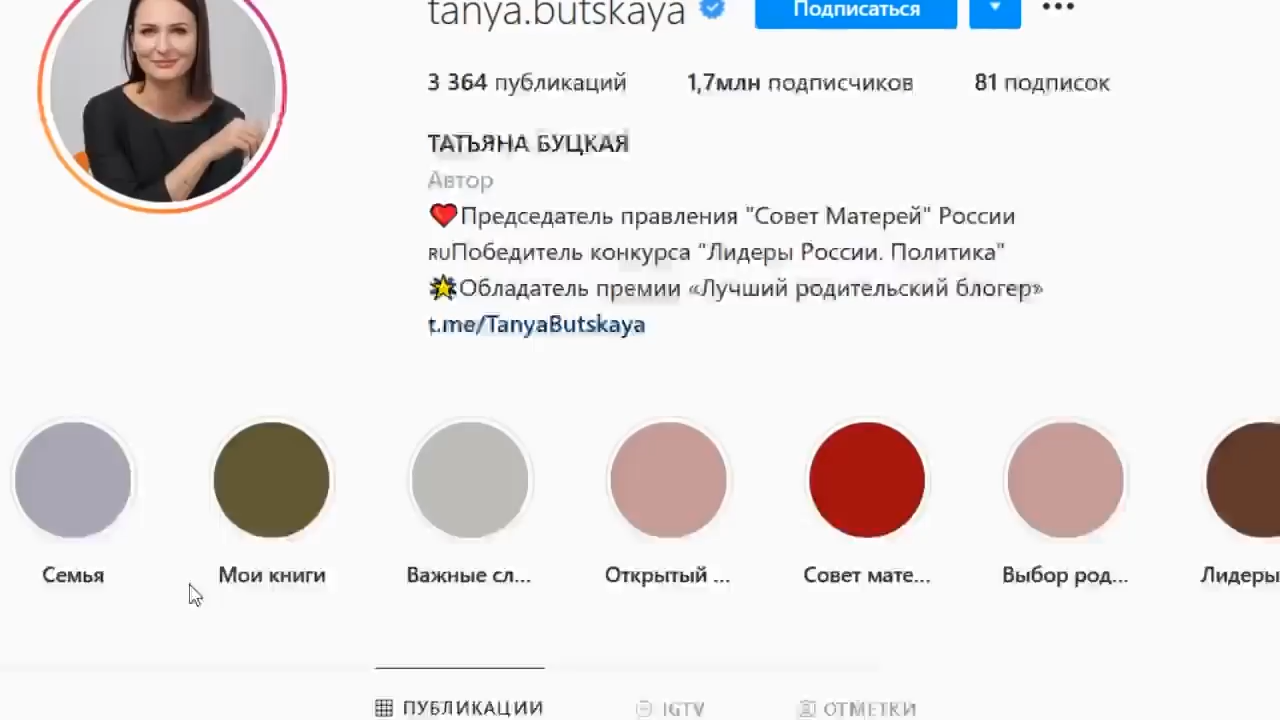 tanya.butskaya Подписаться
3 364 публикаций 1,7млн подписчиков 81 подписок
ТАТЬЯНА БУЦКАЯ
Автор
Председатель правления "Совет Матерей" России
RUПобедитель конкурса "Лидеры России. Политика"
Обладатель премии «Лучший родительский блогер»
t.me/TanyaButskaya
Семья Мои книги Важные сл... Открытый ... Совет мате... Выбор род... Лидеры
ПУБЛИКАЦИИ IGTV ОТМЕТКИ